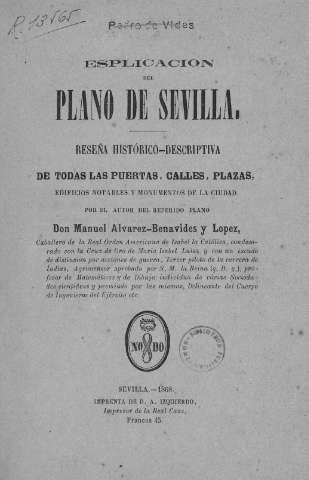 R. 13565
Pedro de Vides
ESPLICACION
DEL
PLANO DE SEVILLA.
RESEÑA HISTÓRICO-DESCRIPTIVA
DE TODAS LAS PUERTAS, CALLES, PLAZAS,
EDIFICIOS NOTABLES Y MONUMENTOS DE LA CIUDAD
POR EL AUTOR DEL REFERIDO PLANO
Don Manuel Alvarez-Benavides y Lopez,
Caballero de la Real Orden Americana de Isabel la Católica, condeco-
rado con la Cruz de Oro de María Isabel Luisa, y con un escudo
de distincion por acciones de guerra, Tercer piloto de la carrera de
Indias, Agrimensor aprobado por S. M. la Reina (q. D. g.), pro-
fesor de Matemáticas y de Dibujo, individuo de várias Socieda-
des científicas y premiado por las mismas, Delineante del Cuerpo
de Ingenieros del Ejército etc.
NO DO
SEVILLA.—1868.
IMPRENTA DE D. A. IZQUIERDO,
Impresor de la Real Casa,
Francos 45.